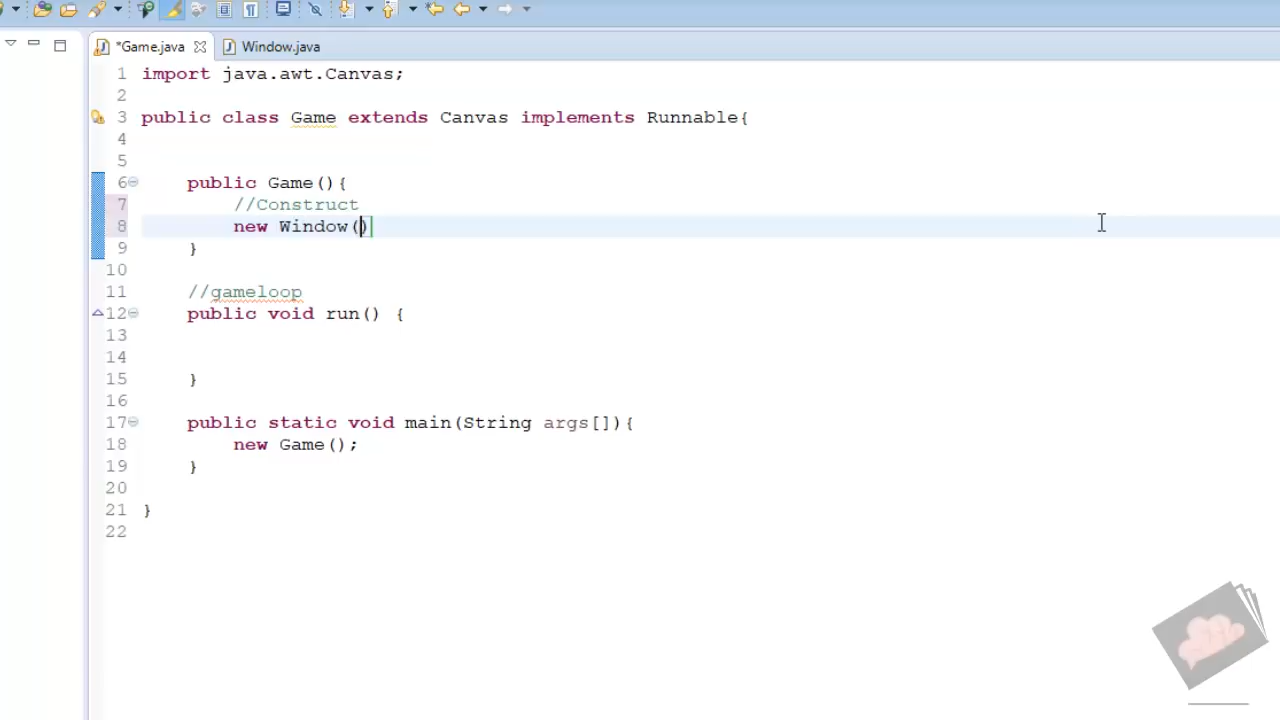 *Game.java Window.java
1 import java.awt.Canvas;
2
3 public class Game extends Canvas implements Runnable{
4
5
6 public Game(){
7 //Construct
8 new Window()
9 }
10
11 //gameloop
12 public void run() {
13
14
15 }
16
17 public static void main(String args[]){
18 new Game();
19 }
20
21 }
22